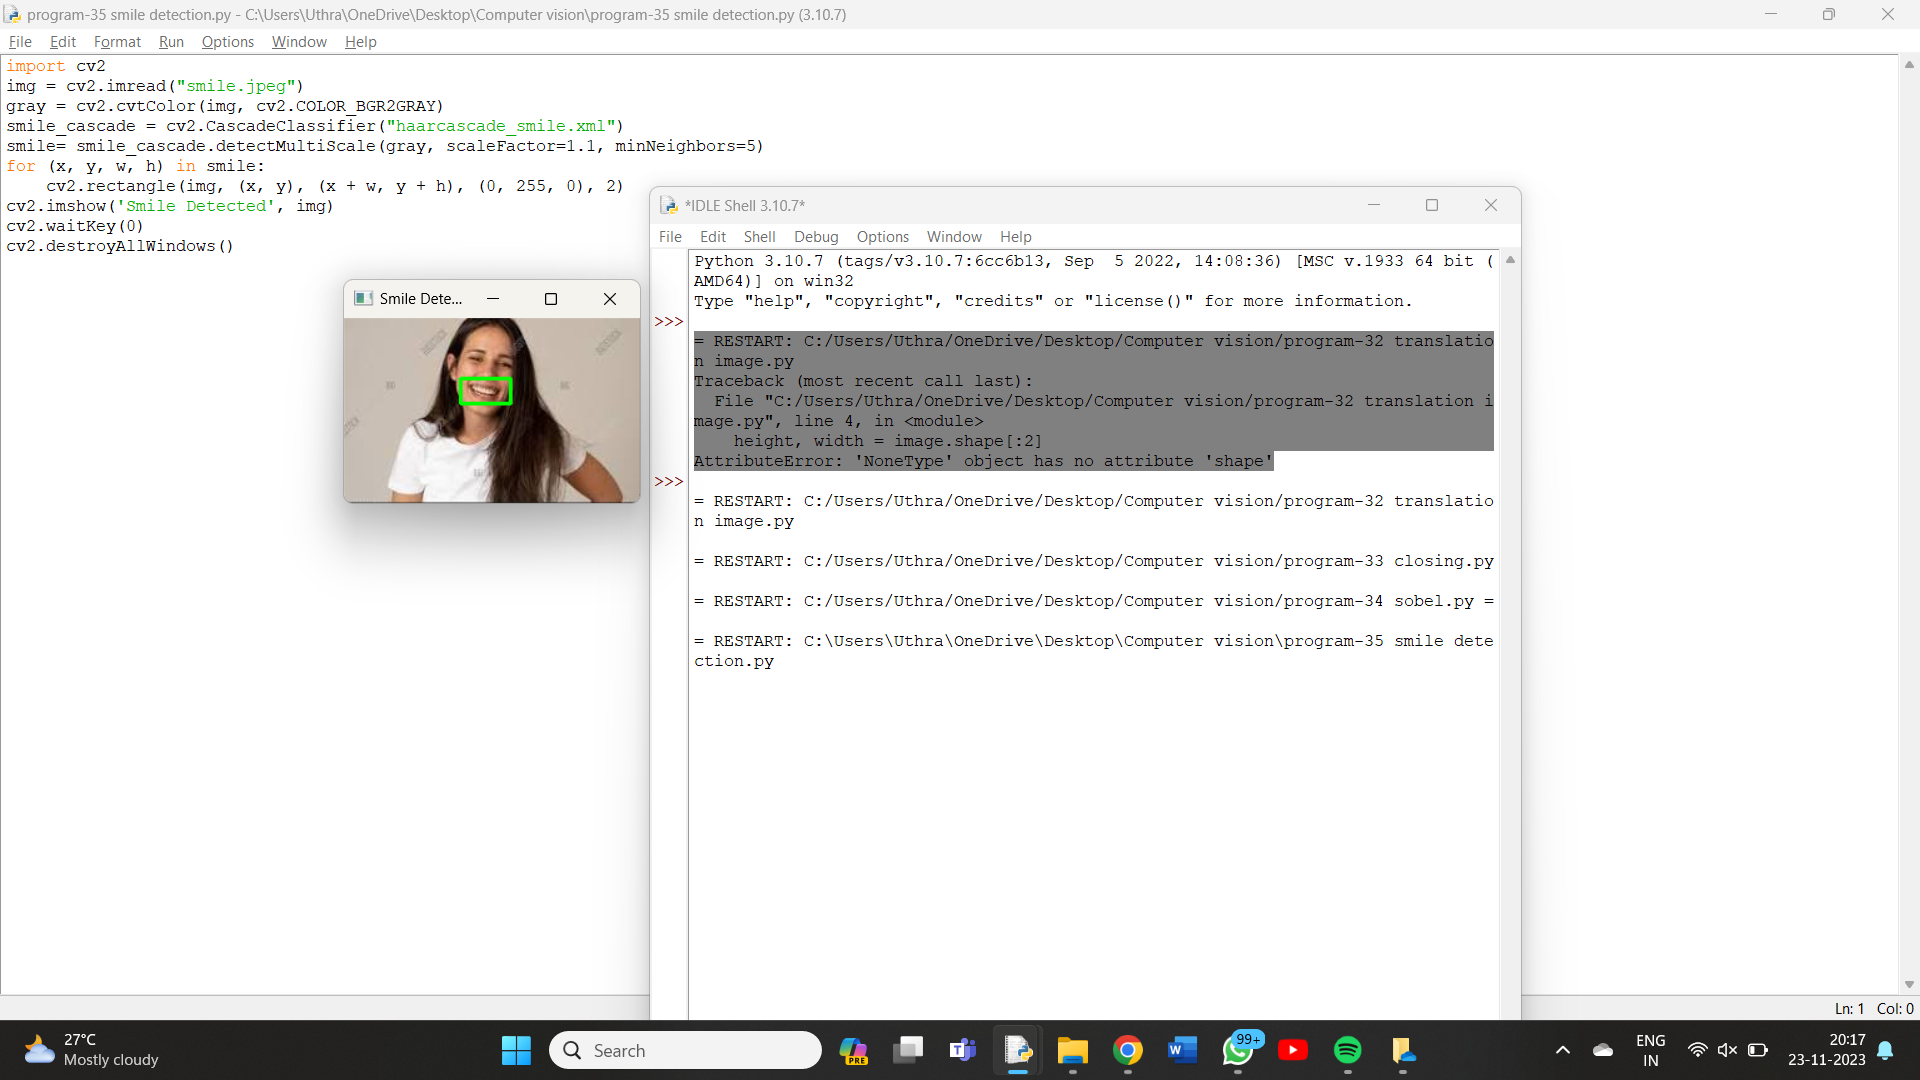 program-35 smile detection.py - C:\Users\Uthra\OneDrive\Desktop\Computer vision\program-35 smile detection.py (3.10.7)
File Edit Format Run Options Window Help
import cv2
img = cv2.imread("smile.jpeg")
gray = cv2.cvtColor(img, cv2.COLOR_BGR2GRAY)
smile_cascade = cv2.CascadeClassifier("haarcascade_smile.xml")
smile= smile_cascade.detectMultiScale(gray, scaleFactor=1.1, minNeighbors=5)
for (x, y, w, h) in smile:
    cv2.rectangle(img, (x, y), (x + w, y + h), (0, 255, 0), 2)
cv2.imshow('Smile Detected', img)
cv2.waitKey(0)
cv2.destroyAllWindows()
Smile Dete...
*IDLE Shell 3.10.7*
File Edit Shell Debug Options Window Help
Python 3.10.7 (tags/v3.10.7:6cc6b13, Sep  5 2022, 14:08:36) [MSC v.1933 64 bit (
AMD64)] on win32
Type "help", "copyright", "credits" or "license()" for more information.
>>>
= RESTART: C:/Users/Uthra/OneDrive/Desktop/Computer vision/program-32 translatio
n image.py
Traceback (most recent call last):
  File "C:/Users/Uthra/OneDrive/Desktop/Computer vision/program-32 translation i
mage.py", line 4, in <module>
    height, width = image.shape[:2]
AttributeError: 'NoneType' object has no attribute 'shape'
>>>
= RESTART: C:/Users/Uthra/OneDrive/Desktop/Computer vision/program-32 translatio
n image.py
= RESTART: C:/Users/Uthra/OneDrive/Desktop/Computer vision/program-33 closing.py
= RESTART: C:/Users/Uthra/OneDrive/Desktop/Computer vision/program-34 sobel.py =
= RESTART: C:\Users\Uthra\OneDrive\Desktop\Computer vision\program-35 smile dete
ction.py
Ln: 1 Col: 0
27°C
Mostly cloudy
Search
PRE
99+
ENG
IN
20:17
23-11-2023